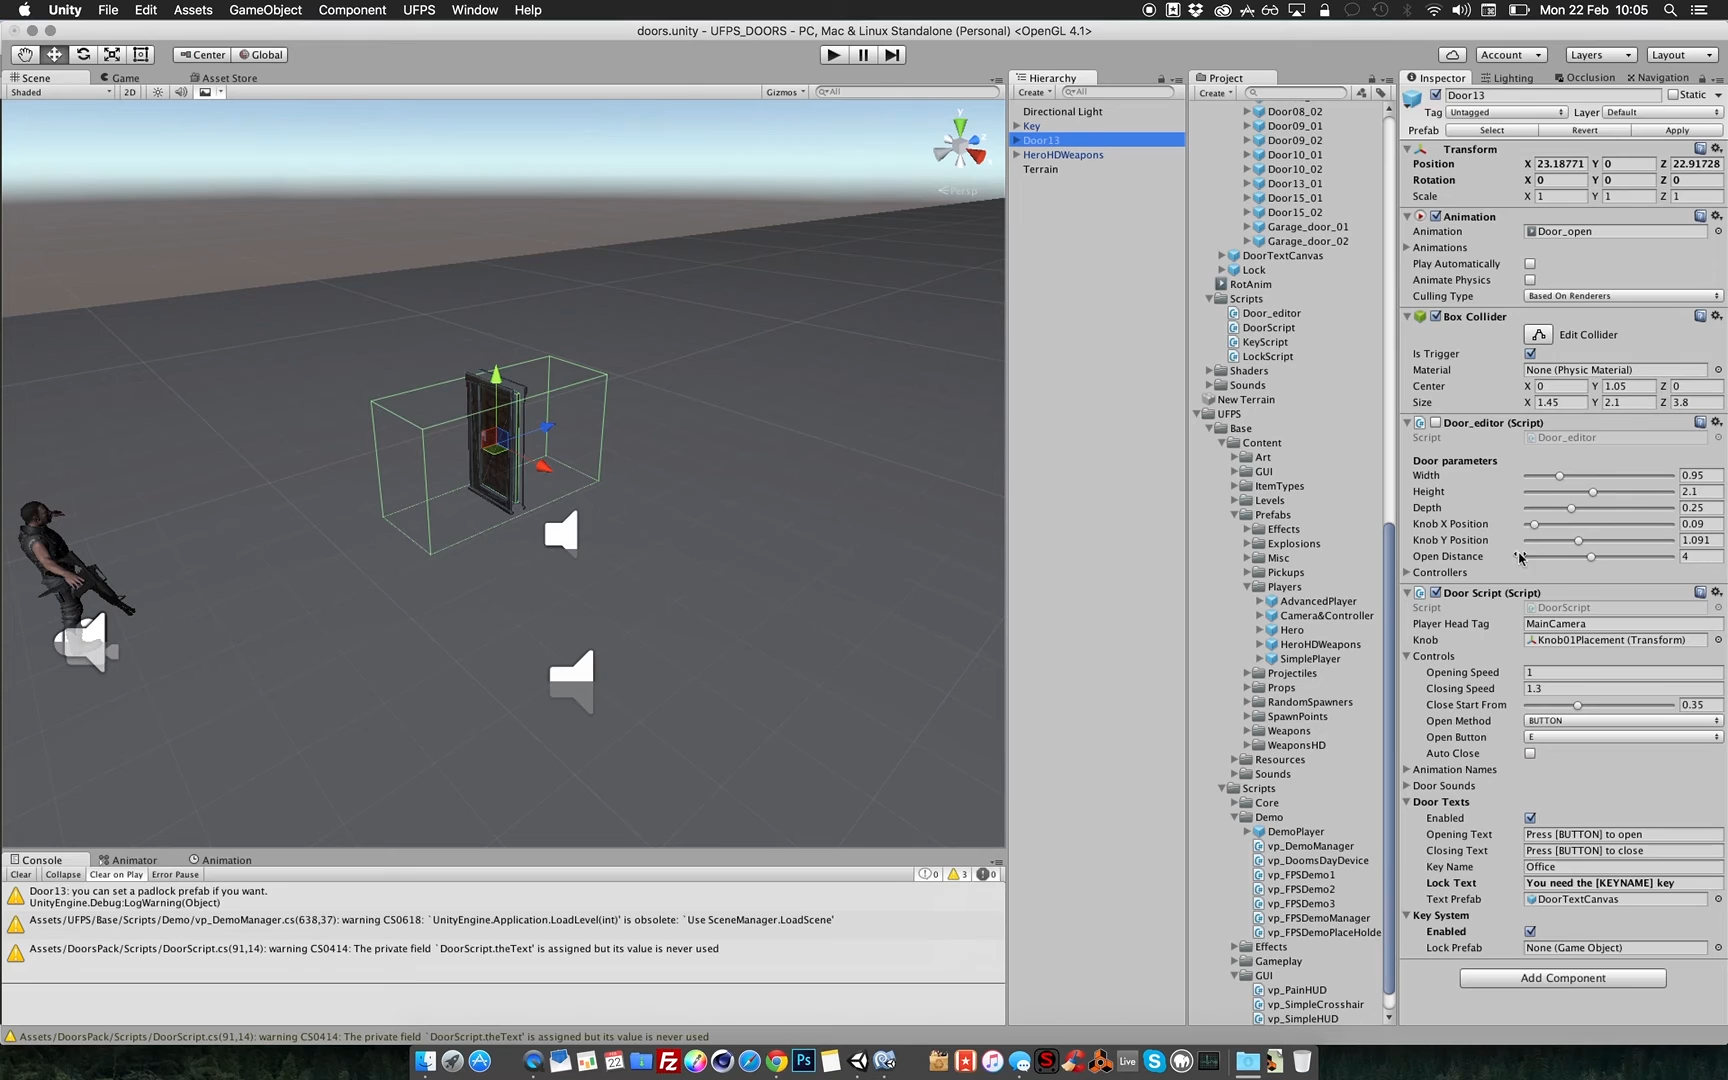 Unity File Edit Assets GameObject Component UFPS Window Help
Mon 22 Feb 10:05
doors.unity - UFPS_DOORS - PC, Mac & Linux Standalone (Personal) <OpenGL 4.1>
Center Global
Account Layers Layout
Scene Game Asset Store
Shaded 2D Gizmos All
y
Persp
Console Animator Animation
Clear Collapse Clear on Play Error Pause 0 3 0
Door13: you can set a padlock prefab if you want.
UnityEngine.Debug:LogWarning(Object)
Assets/UFPS/Base/Scripts/Demo/vp_DemoManager.cs(638,37): warning CS0618: `UnityEngine.Application.LoadLevel(int)' is obsolete: `Use SceneManager.LoadScene'
Assets/DoorsPack/Scripts/DoorScript.cs(91,14): warning CS0414: The private field `DoorScript.theText' is assigned but its value is never used
Assets/DoorsPack/Scripts/DoorScript.cs(91,14): warning CS0414: The private field `DoorScript.theText' is assigned but its value is never used
Hierarchy
Create All
Directional Light
Key
Door13
HeroHDWeapons
Terrain
Project
Create
Door08_02
Door09_01
Door09_02
Door10_01
Door10_02
Door13_01
Door15_01
Door15_02
Garage_door_01
Garage_door_02
DoorTextCanvas
Lock
RotAnim
Scripts
Door_editor
DoorScript
KeyScript
LockScript
Shaders
Sounds
New Terrain
UFPS
Base
Content
Art
GUI
ItemTypes
Levels
Prefabs
Effects
Explosions
Misc
Pickups
Players
AdvancedPlayer
Camera&Controller
Hero
HeroHDWeapons
SimplePlayer
Projectiles
Props
RandomSpawners
SpawnPoints
Weapons
WeaponsHD
Resources
Sounds
Scripts
Core
Demo
DemoPlayer
vp_DemoManager
vp_DoomsDayDevice
vp_FPSDemo1
vp_FPSDemo2
vp_FPSDemo3
vp_FPSDemoManager
vp_FPSDemoPlaceHolde
Effects
Gameplay
GUI
vp_PainHUD
vp_SimpleCrosshair
vp_SimpleHUD
Inspector Lighting Occlusion Navigation
Door13 Static
Tag Untagged Layer Default
Prefab Select Revert Apply
Transform
Position X 23.18771 Y 0 Z 22.91728
Rotation X 0 Y 0 Z 0
Scale X 1 Y 1 Z 1
Animation
Animation Door_open
Animations
Play Automatically
Animate Physics
Culling Type Based On Renderers
Box Collider
Edit Collider
Is Trigger
Material None (Physic Material)
Center X 0 Y 1.05 Z 0
Size X 1.45 Y 2.1 Z 3.8
Door_editor (Script)
Script Door_editor
Door parameters
Width 0.95
Height 2.1
Depth 0.25
Knob X Position 0.09
Knob Y Position 1.091
Open Distance 4
Controllers
Door Script (Script)
Script DoorScript
Player Head Tag MainCamera
Knob Knob01Placement (Transform)
Controls
Opening Speed 1
Closing Speed 1.3
Close Start From 0.35
Open Method BUTTON
Open Button E
Auto Close
Animation Names
Door Sounds
Door Texts
Enabled
Opening Text Press [BUTTON] to open
Closing Text Press [BUTTON] to close
Key Name Office
Lock Text You need the [KEYNAME] key
Text Prefab DoorTextCanvas
Key System
Enabled
Lock Prefab None (Game Object)
Add Component
22
Fz
Ps
Live